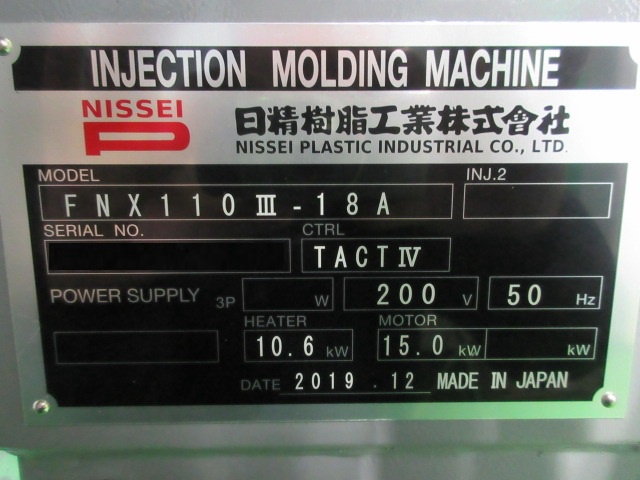 INJECTION MOLDING MACHINE
NISSEI
日精樹脂工業株式會社
NISSEI PLASTIC INDUSTRIAL CO., LTD.
MODEL INJ.2
FNX110Ⅲ-18A
SERIAL NO. CTRL
TACTⅣ
POWER SUPPLY 3P W 200 V 50 Hz
HEATER MOTOR
10.6 kW 15.0 kW kW
DATE 2019 . 12 MADE IN JAPAN